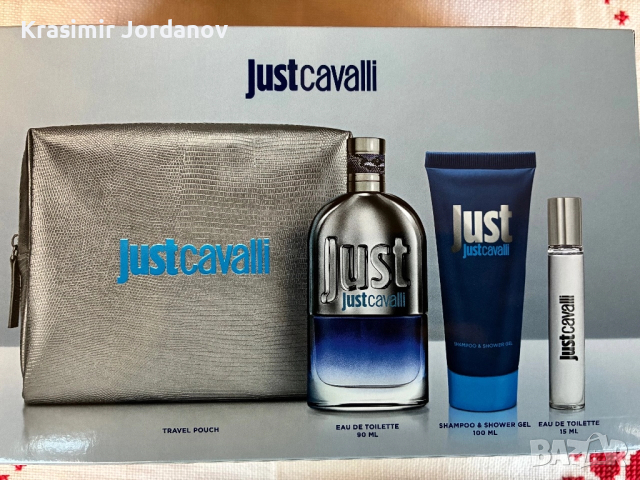 Krasimir Jordanov
justcavalli
justcavalli
Just
justcavalli
Just
justcavalli
SHAMPOO & SHOWER GEL
justcavalli
TRAVEL POUCH
EAU DE TOILETTE
90 ML
SHAMPOO & SHOWER GEL
100 ML
EAU DE TOILETTE
15 ML
BAZAR